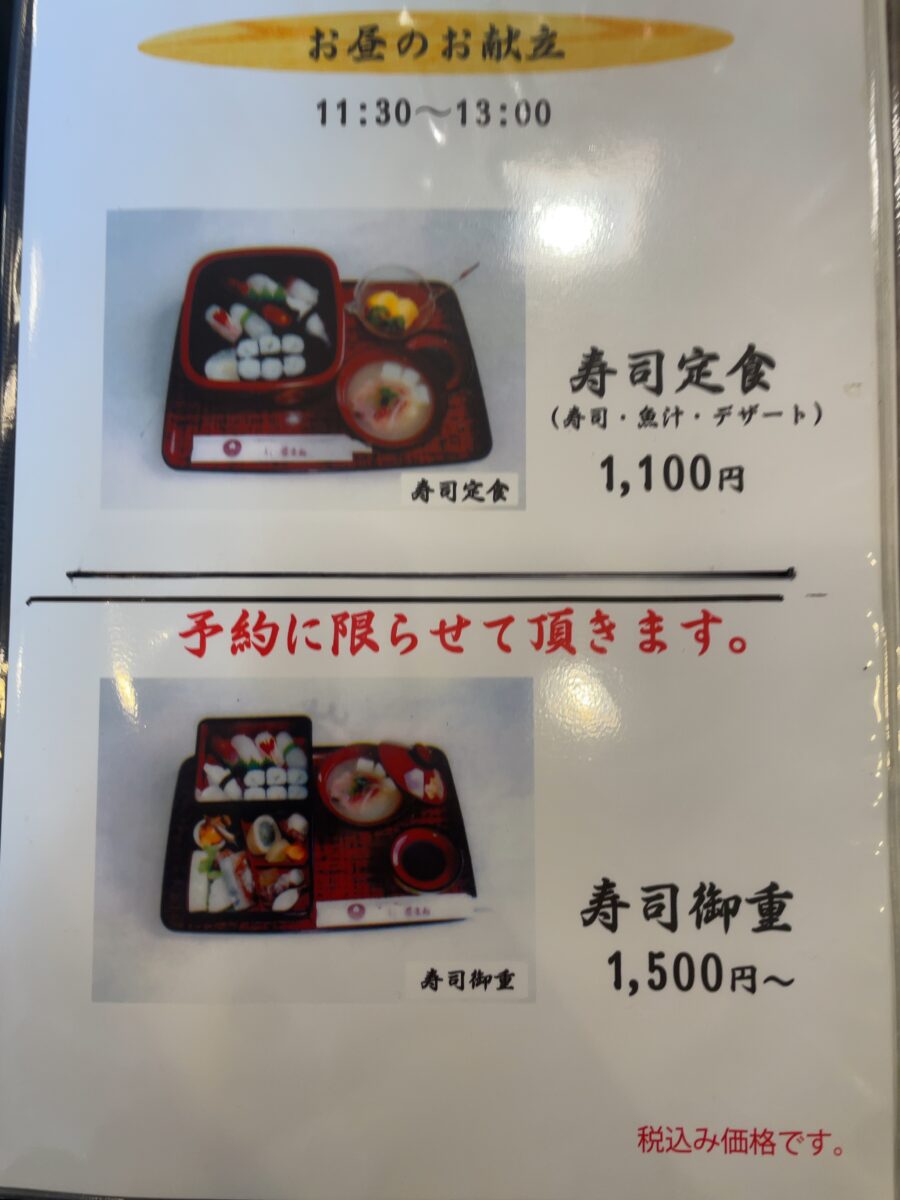 お昼のお献立
11:30〜13:00
寿司定食
(寿司・魚汁・デザート)
1,100円
寿司定食
予約に限らせて頂きます。
寿司御重
1,500円〜
寿司御重
税込み価格です。